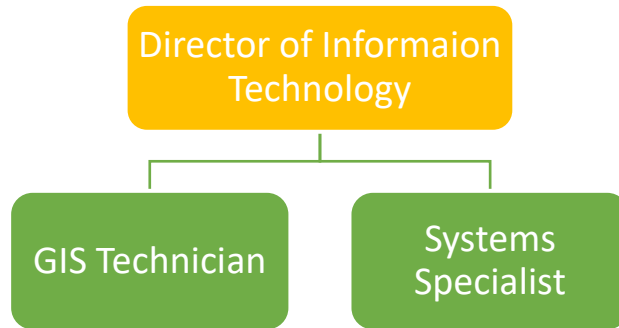 Director of Informaion
Technology
GIS Technician
Systems
Specialist